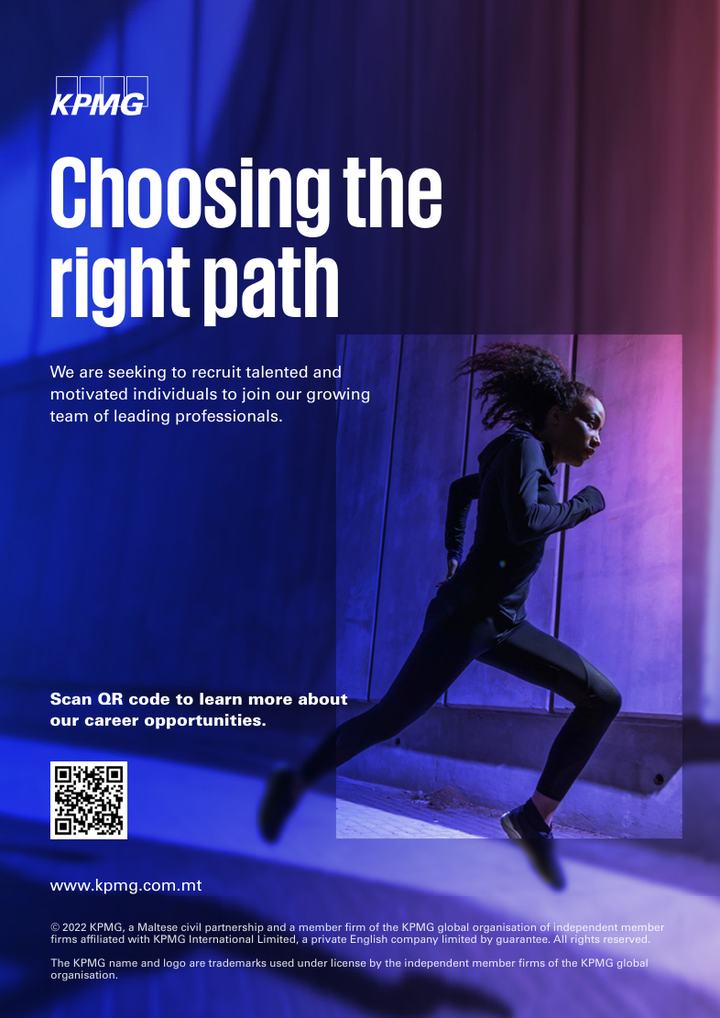 KPMG
Choosing the
right path
We are seeking to recruit talented and
motivated individuals to join our growing
team of leading professionals.
Scan QR code to learn more about
our career opportunities.
www.kpmg.com.mt
© 2022 KPMG, a Maltese civil partnership and a member firm of the KPMG global organisation of independent member
firms affiliated with KPMG International Limited, a private English company limited by guarantee. All rights reserved.
The KPMG name and logo are trademarks used under license by the independent member firms of the KPMG global
organisation.